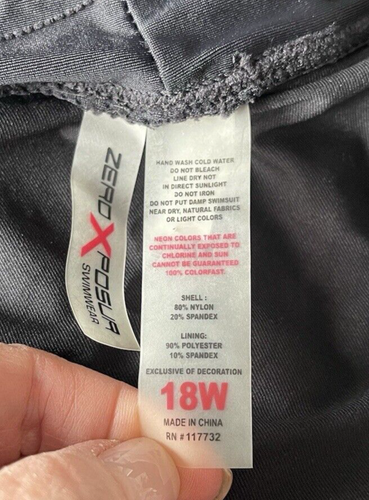 ZEROXPOSUR
SWIMWEAR
HAND WASH COLD WATER
DO NOT BLEACH
LINE DRY NOT
IN DIRECT SUNLIGHT
DO NOT IRON
DO NOT PUT DAMP SWIMSUIT
NEAR DRY, NATURAL FABRICS
OR LIGHT COLORS
NEON COLORS THAT ARE
CONTINUALLY EXPOSED TO
CHLORINE AND SUN
CANNOT BE GUARANTEED
100% COLORFAST.
SHELL :
80% NYLON
20% SPANDEX
LINING:
90% POLYESTER
10% SPANDEX
EXCLUSIVE OF DECORATION
18W
MADE IN CHINA
RN #117732